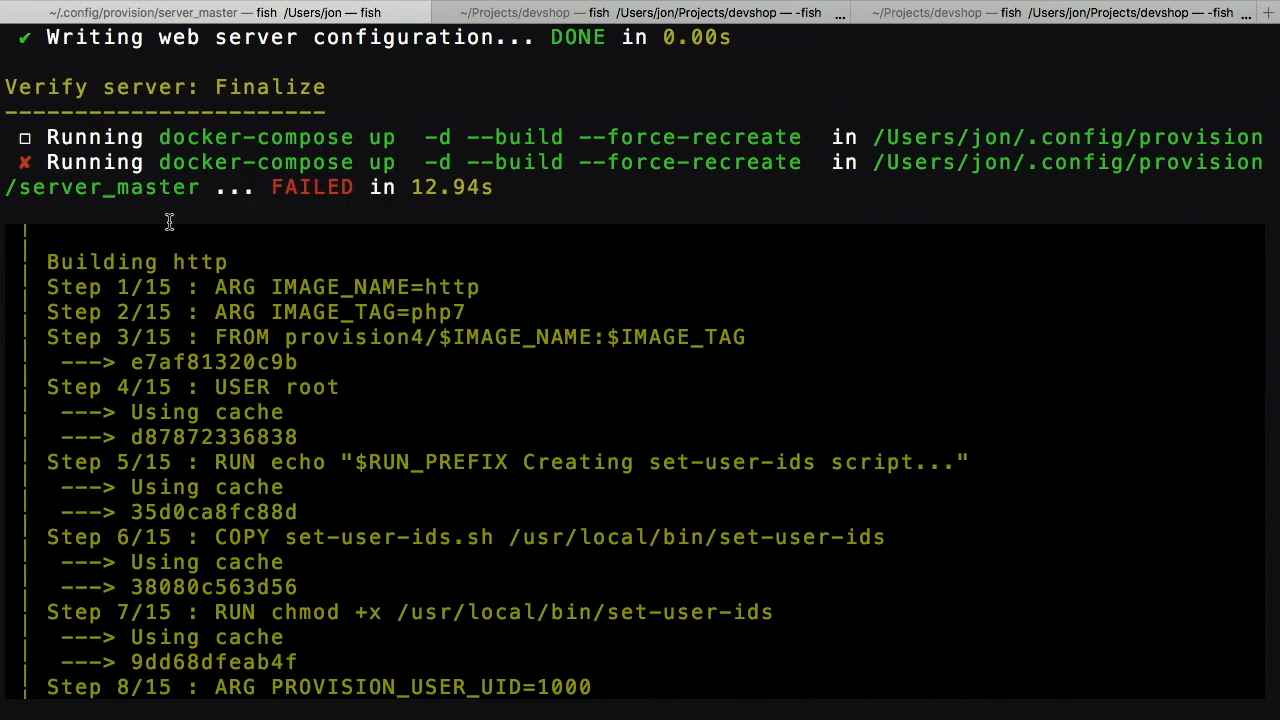 ~/.config/provision/server_master — fish /Users/jon — fish
~/Projects/devshop — fish /Users/jon/Projects/devshop — -fish ...
~/Projects/devshop — fish /Users/jon/Projects/devshop — -fish ... +
✔ Writing web server configuration... DONE in 0.00s
Verify server: Finalize
-----------------------
☐ Running docker-compose up  -d --build --force-recreate  in /Users/jon/.config/provision
✘ Running docker-compose up  -d --build --force-recreate  in /Users/jon/.config/provision
/server_master ... FAILED in 12.94s
Building http
Step 1/15 : ARG IMAGE_NAME=http
Step 2/15 : ARG IMAGE_TAG=php7
Step 3/15 : FROM provision4/$IMAGE_NAME:$IMAGE_TAG
---> e7af81320c9b
Step 4/15 : USER root
---> Using cache
---> d87872336838
Step 5/15 : RUN echo "$RUN_PREFIX Creating set-user-ids script..."
---> Using cache
---> 35d0ca8fc88d
Step 6/15 : COPY set-user-ids.sh /usr/local/bin/set-user-ids
---> Using cache
---> 38080c563d56
Step 7/15 : RUN chmod +x /usr/local/bin/set-user-ids
---> Using cache
---> 9dd68dfeab4f
Step 8/15 : ARG PROVISION_USER_UID=1000